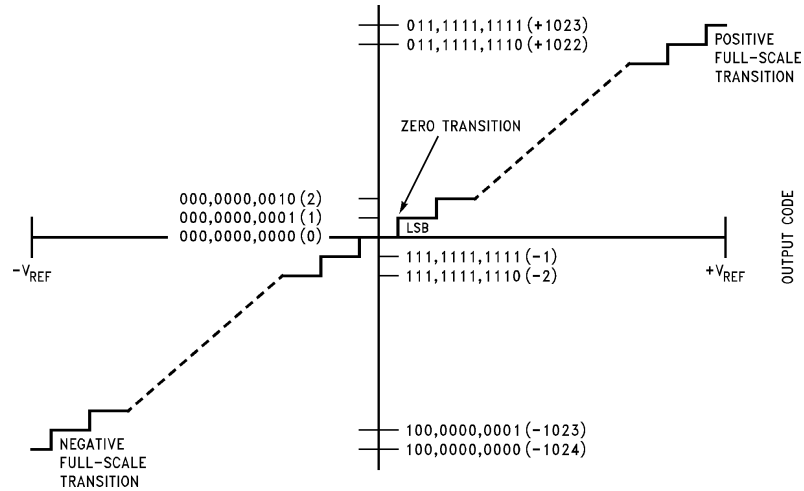 011,1111,1111 (+1023)
011,1111,1110 (+1022)
POSITIVE
FULL-SCALE
TRANSITION
ZERO TRANSITION
000,0000,0010 (2)
000,0000,0001 (1)
000,0000,0000 (0)
LSB
111,1111,1111 (-1)
111,1111,1110 (-2)
-VREF
+VREF
OUTPUT CODE
100,0000,0001 (-1023)
100,0000,0000 (-1024)
NEGATIVE
FULL-SCALE
TRANSITION